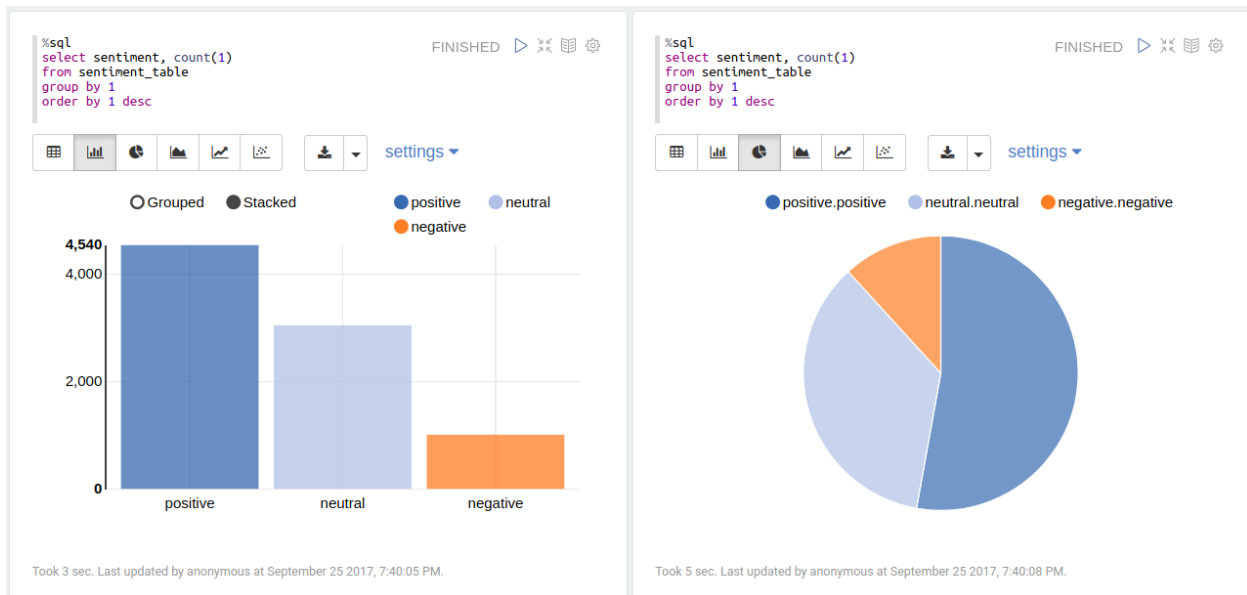 %sql
select sentiment, count(1)
from sentiment_table
group by 1
order by 1 desc
FINISHED
settings
Grouped Stacked
positive neutral
negative
4,540
4,000
2,000
0
positive neutral negative
Took 3 sec. Last updated by anonymous at September 25 2017, 7:40:05 PM.
%sql
select sentiment, count(1)
from sentiment_table
group by 1
order by 1 desc
FINISHED
settings
positive.positive neutral.neutral negative.negative
Took 5 sec. Last updated by anonymous at September 25 2017, 7:40:08 PM.